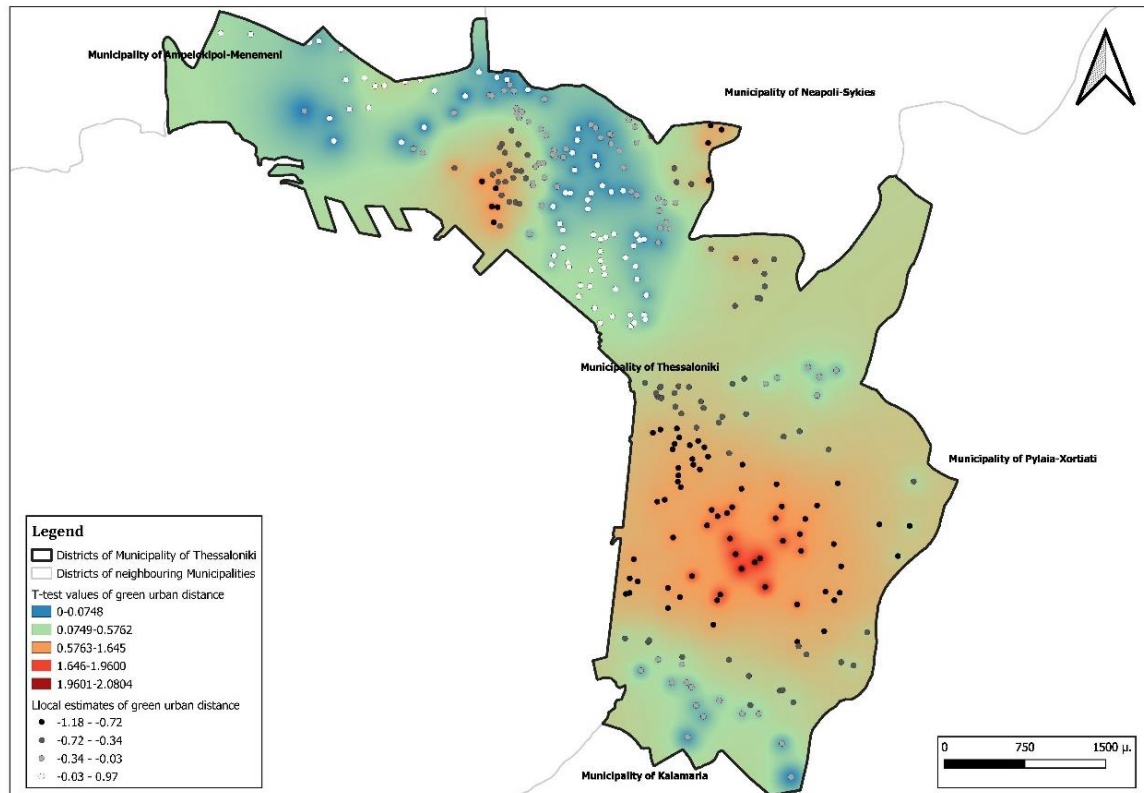 Municipality of Ampelokipoi-Menemeni
Municipality of Neapoli-Sykies
Municipality of Thessaloniki
Municipality of Pylaia-Xortiati
Municipality of Kalamaria
Legend
Districts of Municipality of Thessaloniki
Districts of neighbouring Municipalities
T-test values of green urban distance
0-0.0748
0.0749-0.5762
0.5763-1.645
1.646-1.9600
1.9601-2.0804
Llocal estimates of green urban distance
-1.18 - -0.72
-0.72 - -0.34
-0.34 - -0.03
-0.03 - 0.97
0 750 1500 μ.